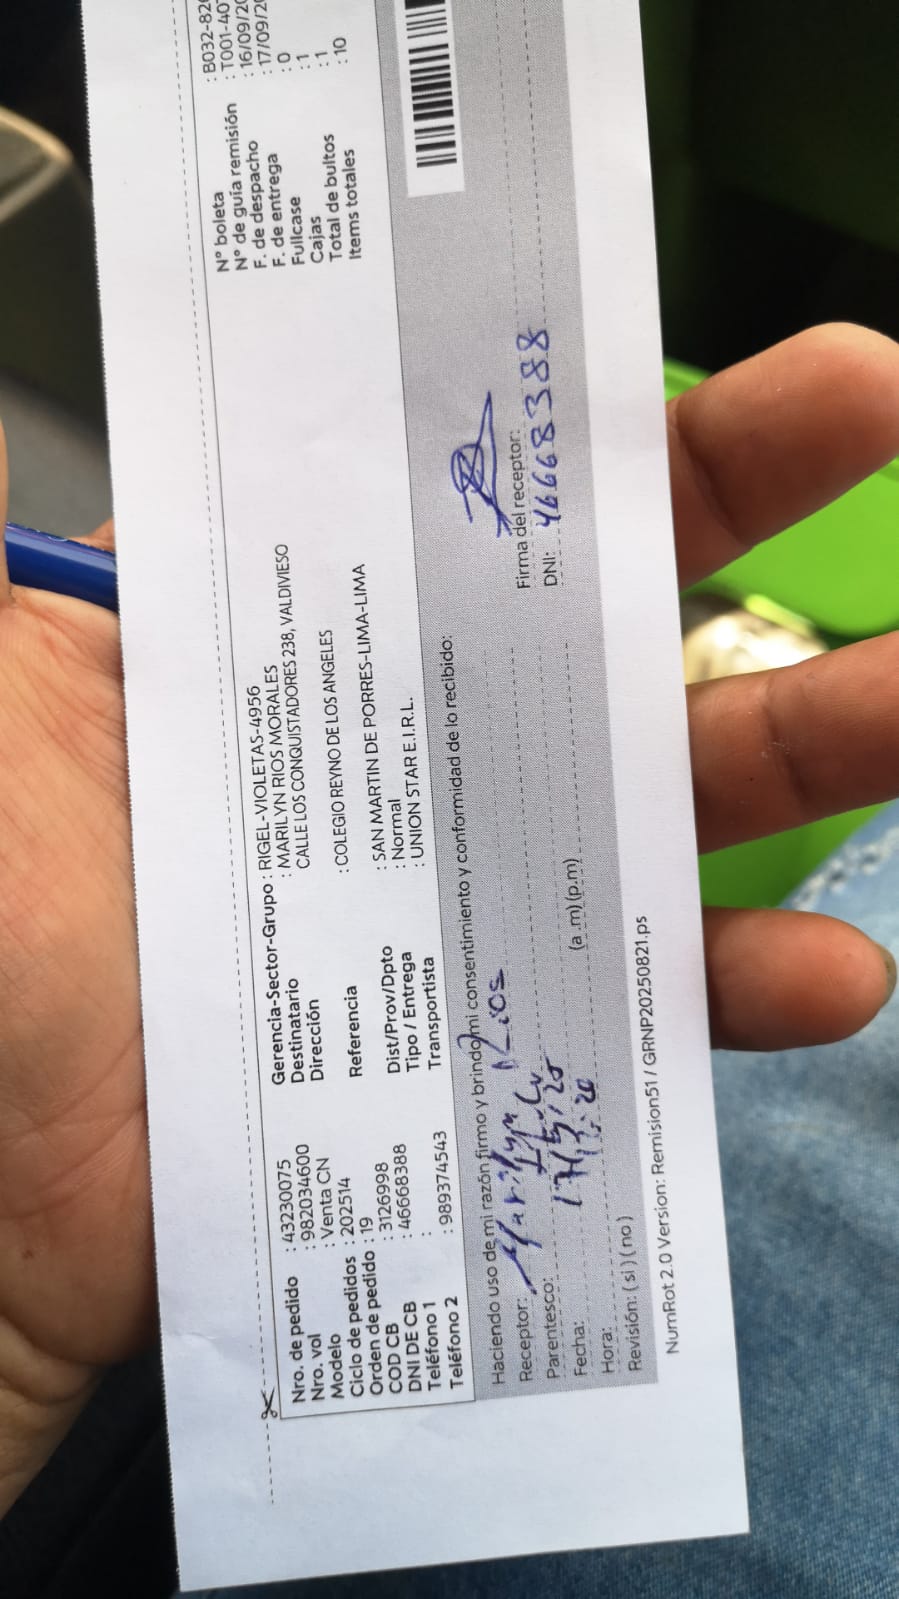 Nro. de pedido : 43230075
Nro. vol : 982034600
Modelo : Venta CN
Ciclo de pedidos : 202514
Orden de pedido : 19
COD CB : 3126998
DNI DE CB : 46668388
Teléfono 1 :
Teléfono 2 : 989374543
Gerencia-Sector-Grupo : RIGEL-VIOLETAS-4956
Destinatario : MARILYN RIOS MORALES
Dirección CALLE LOS CONQUISTADORES 238, VALDIVIESO
Referencia : COLEGIO REYNO DE LOS ANGELES
Dist/Prov/Dpto : SAN MARTIN DE PORRES-LIMA-LIMA
Tipo / Entrega : Normal
Transportista : UNION STAR E.I.R.L.
N° boleta : B032-826
N° de guía remisión : T001-407
F. de despacho : 16/09/20
F. de entrega : 17/09/20
Fullcase : 0
Cajas : 1
Total de bultos : 1
Items totales : 10
Haciendo uso de mi razón firmo y brindo mi consentimiento y conformidad de lo recibido:
Receptor: Marilyn Rios
Parentesco:
Fecha:
Hora: (a.m) (p.m)
Revisión: ( si ) ( no )
Firma del receptor:
DNI: 46668388
NumRot 2.0 Version: Remision51 / GRNP20250821.ps